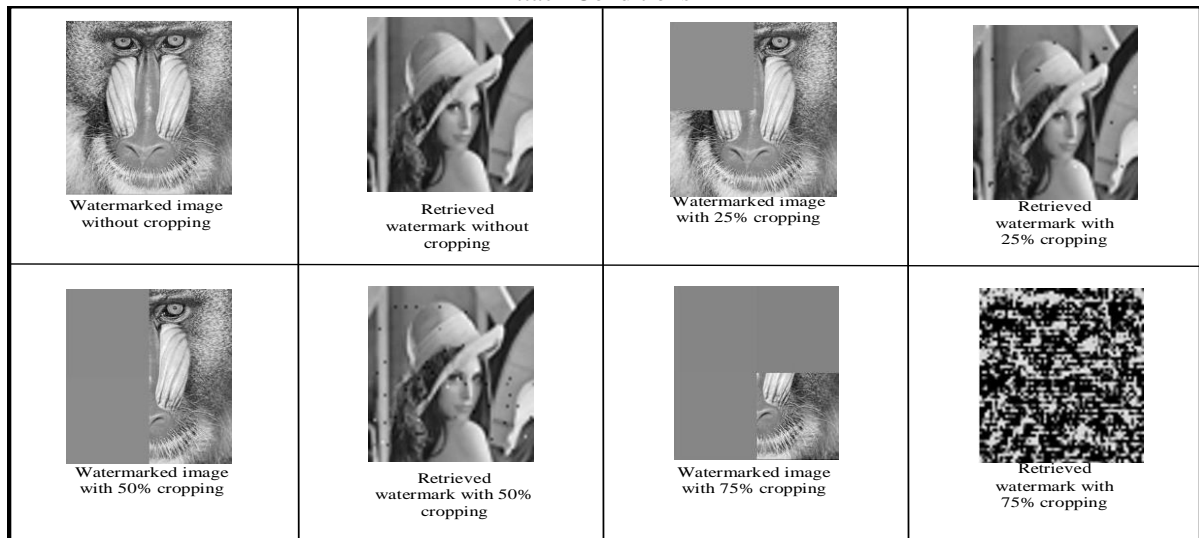 Watermarked image
without cropping
Retrieved
watermark without
cropping
Watermarked image
with 25% cropping
Retrieved
watermark with
25% cropping
Watermarked image
with 50% cropping
Retrieved
watermark with 50%
cropping
Watermarked image
with 75% cropping
Retrieved
watermark with
75% cropping